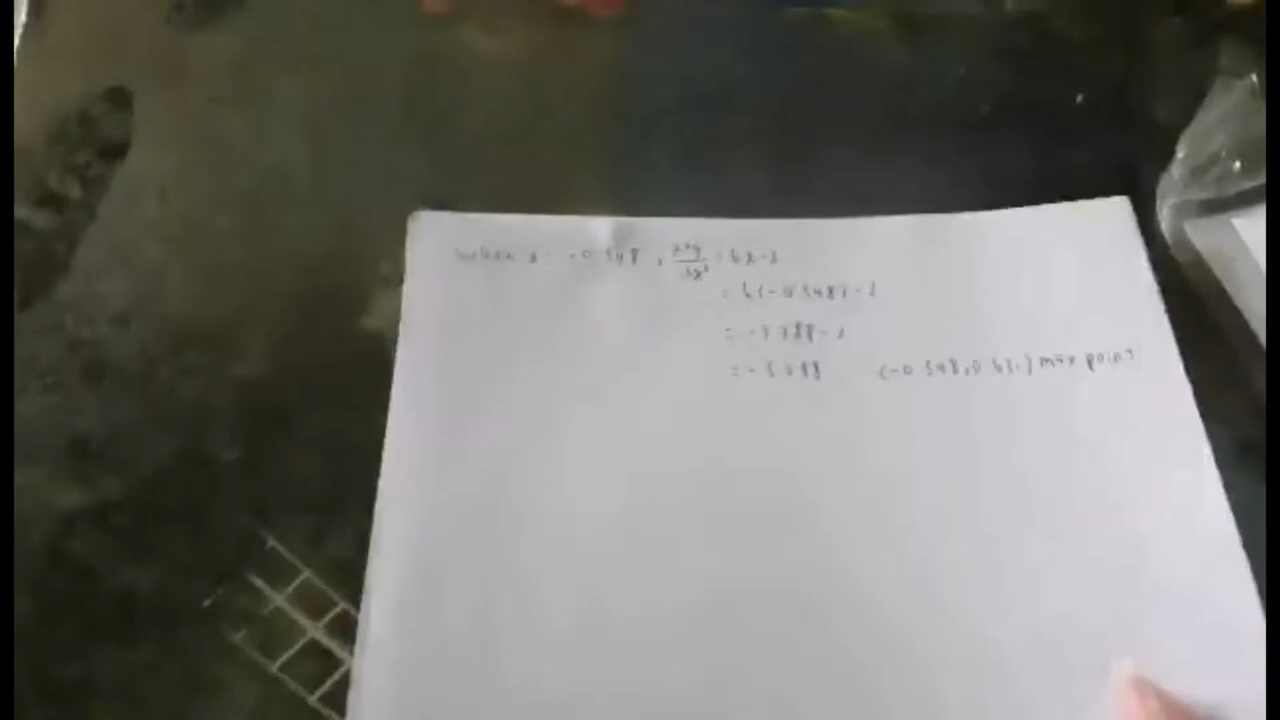 when x = -0.548, d²y/dx² = 6x-2
= 6(-0.548)-2
= -3.288-2
= -5.288 (-0.548,0.631) max point